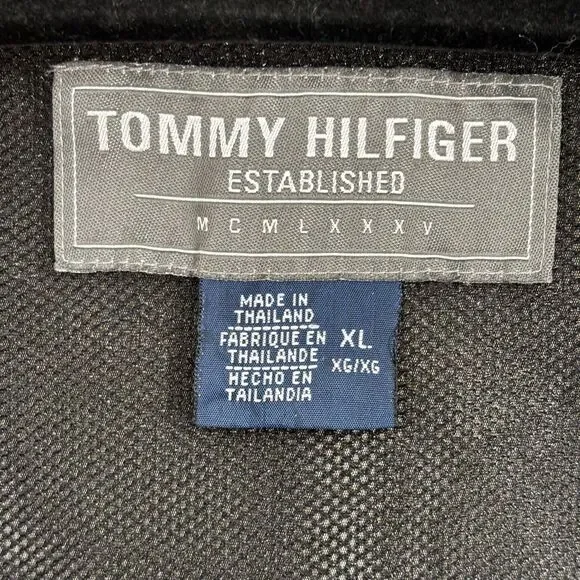 TOMMY HILFIGER
ESTABLISHED
MCMLXXXV
MADE IN
THAILAND
FABRIQUE EN
THAILANDE
HECHO EN
TAILANDIA
XL
XG/XG